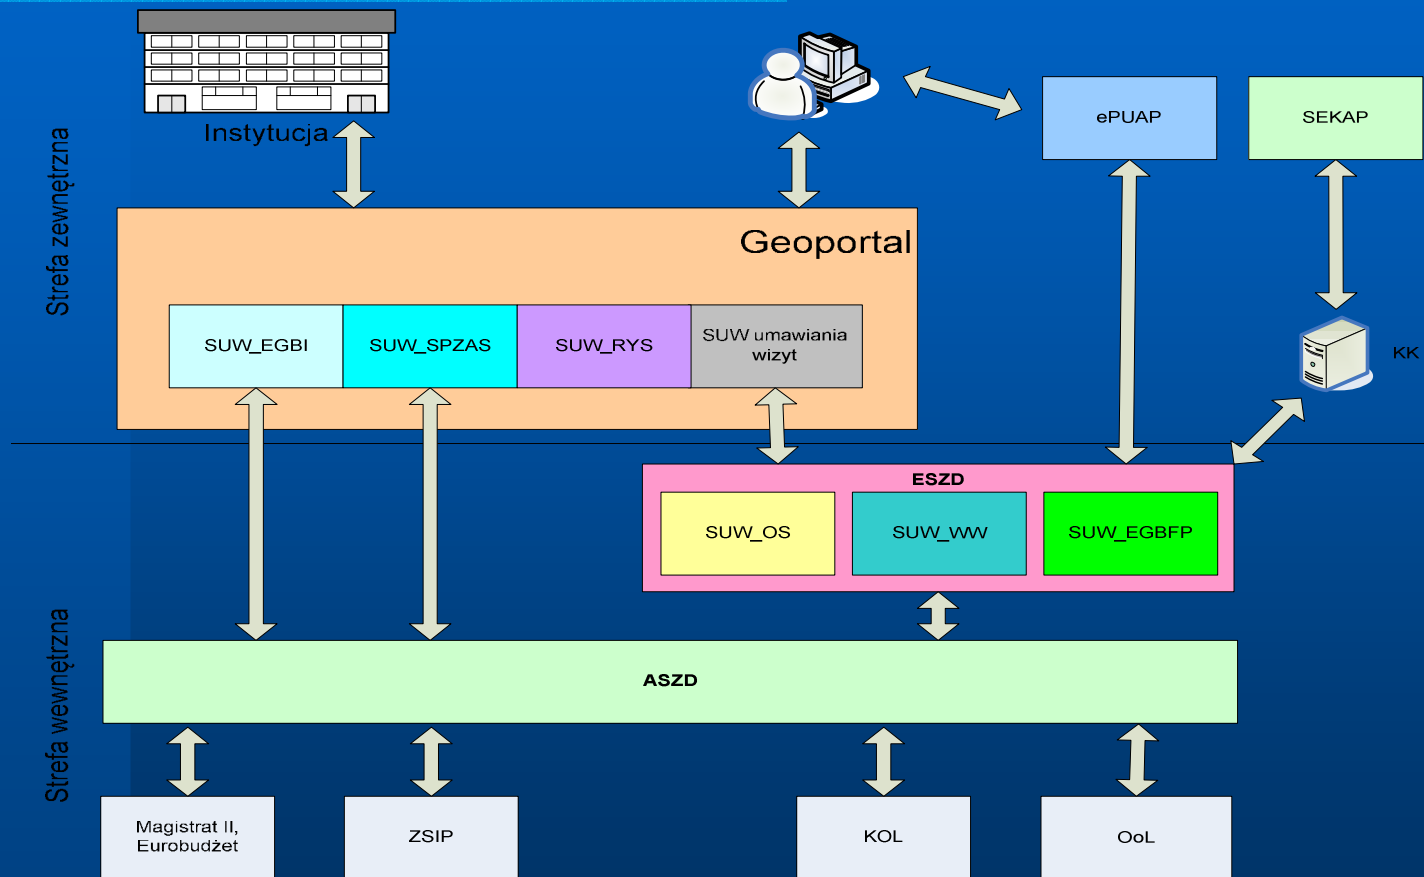 Instytucja
ePUAP
SEKAP
Strefa zewnętrzna
Geoportal
SUW_EGBI
SUW_SPZAS
SUW_RYS
SUW umawiania
wizyt
KK
ESZD
SUW_OS
SUW_WW
SUW_EGBFP
Strefa wewnętrzna
ASZD
Magistrat II,
Eurobudżet
ZSIP
KOL
OoL